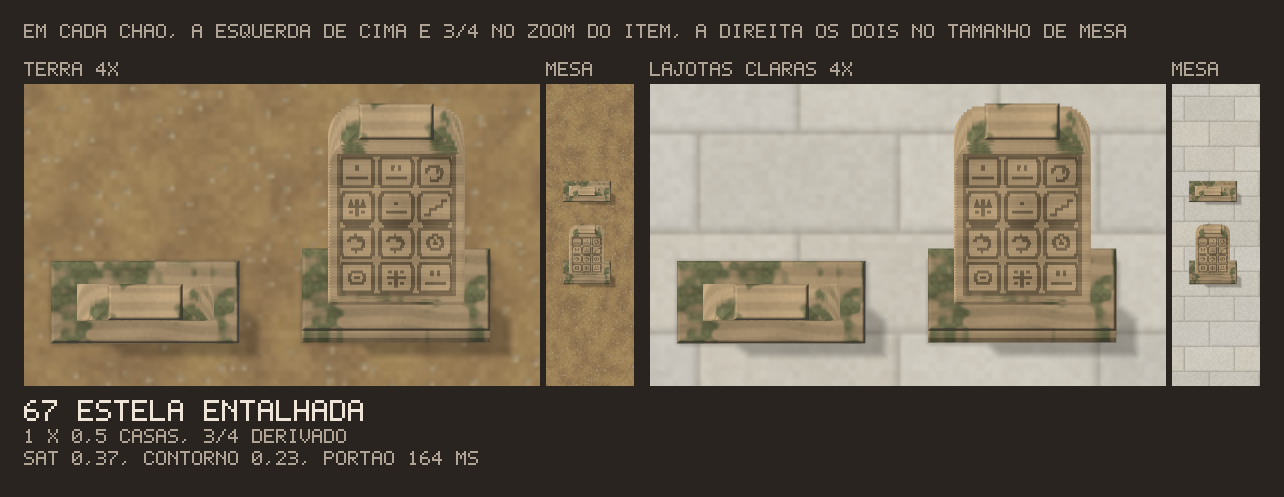 EM CADA CHAO, A ESQUERDA DE CIMA E 3/4 NO ZOOM DO ITEM, A DIREITA OS DOIS NO TAMANHO DE MESA
TERRA 4X
MESA
LAJOTAS CLARAS 4X
MESA
67 ESTELA ENTALHADA
1 X 0,5 CASAS, 3/4 DERIVADO
SAT 0,37, CONTORNO 0,23, PORTAO 164 MS